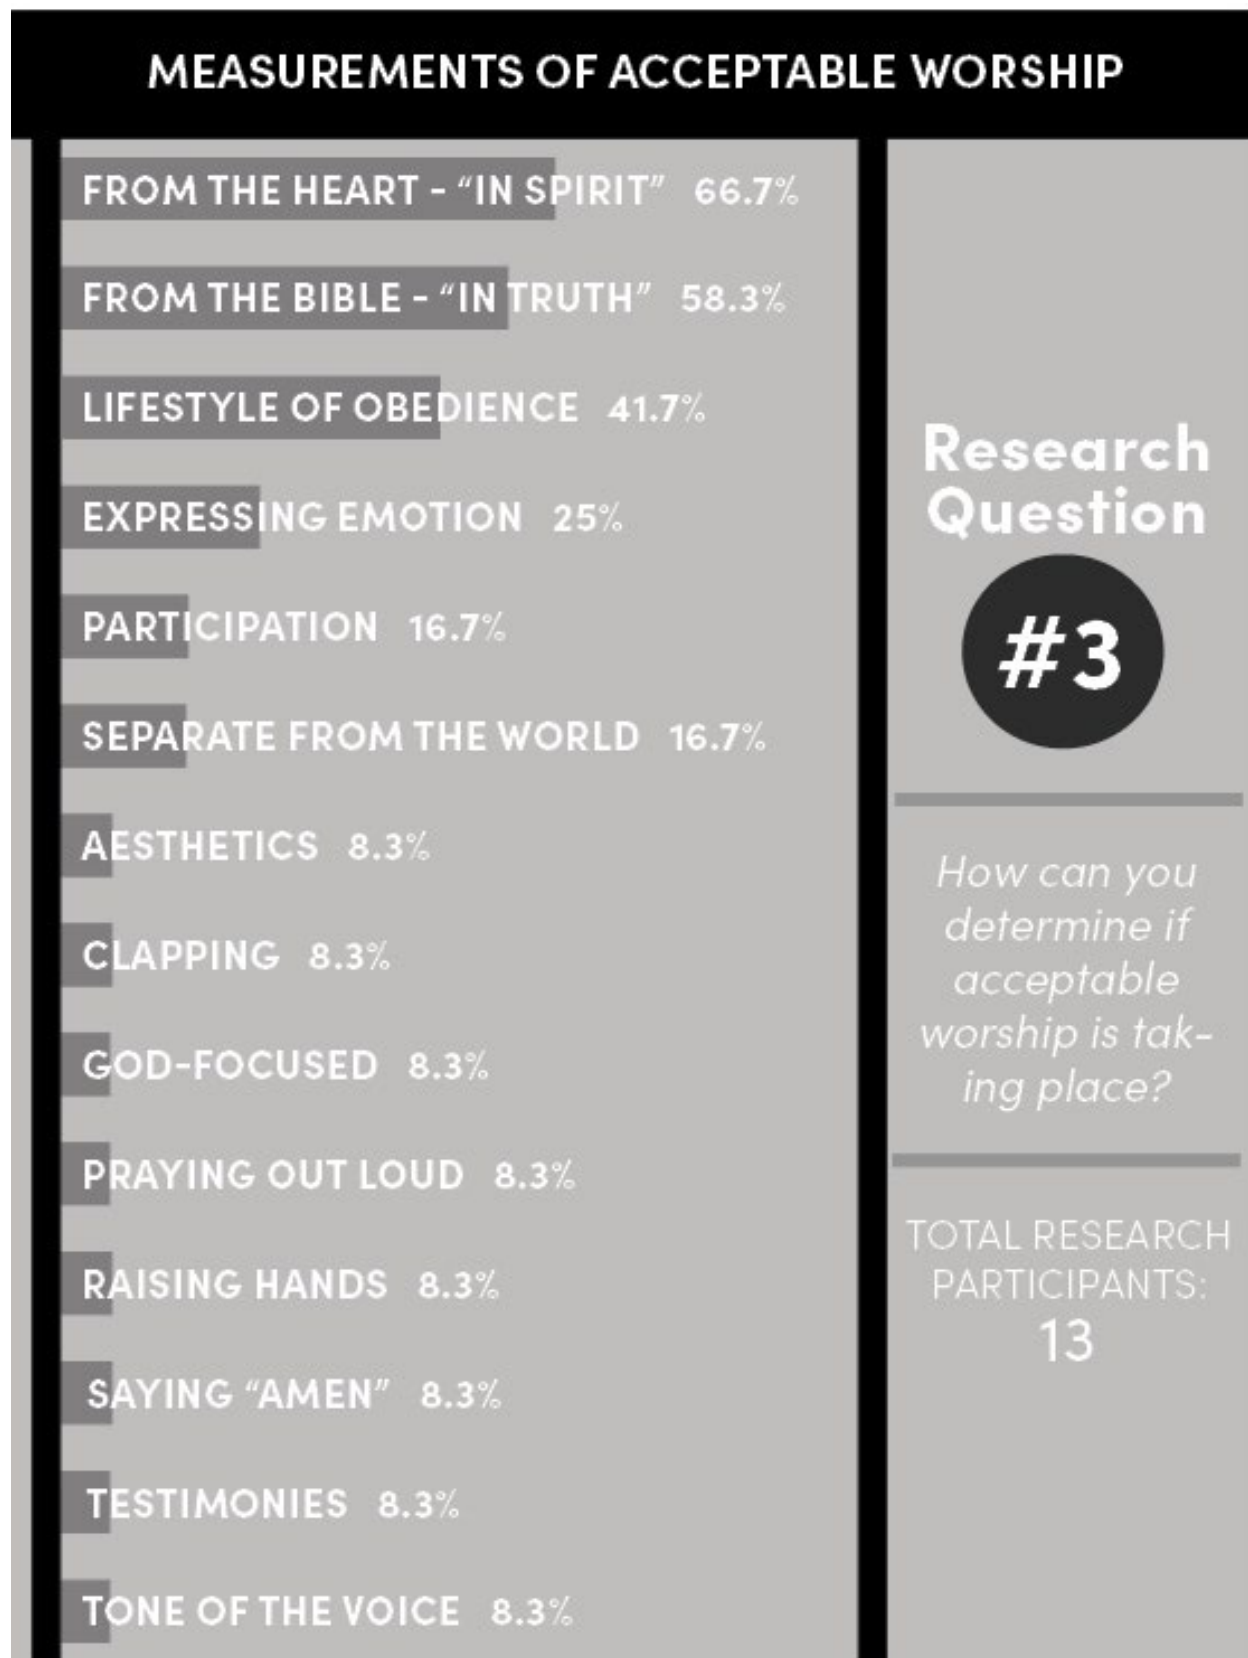 MEASUREMENTS OF ACCEPTABLE WORSHIP
FROM THE HEART - “IN SPIRIT” 66.7%
FROM THE BIBLE - “IN TRUTH” 58.3%
LIFESTYLE OF OBEDIENCE 41.7%
EXPRESSING EMOTION 25%
PARTICIPATION 16.7%
SEPARATE FROM THE WORLD 16.7%
AESTHETICS 8.3%
CLAPPING 8.3%
GOD-FOCUSED 8.3%
PRAYING OUT LOUD 8.3%
RAISING HANDS 8.3%
SAYING “AMEN” 8.3%
TESTIMONIES 8.3%
TONE OF THE VOICE 8.3%
Research
Question
#3
How can you
determine if
acceptable
worship is tak-
ing place?
TOTAL RESEARCH
PARTICIPANTS:
13